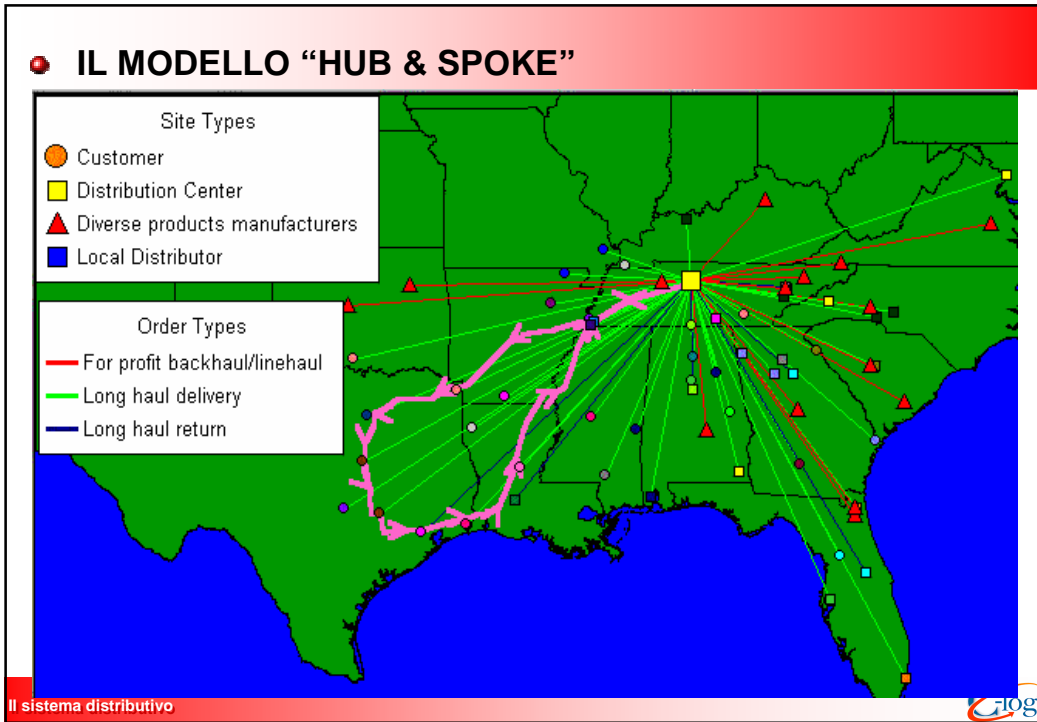 IL MODELLO “HUB & SPOKE”
Site Types
Customer
Distribution Center
Diverse products manufacturers
Local Distributor
Order Types
For profit backhaul/linehaul
Long haul delivery
Long haul return
Il sistema distributivo
C-log